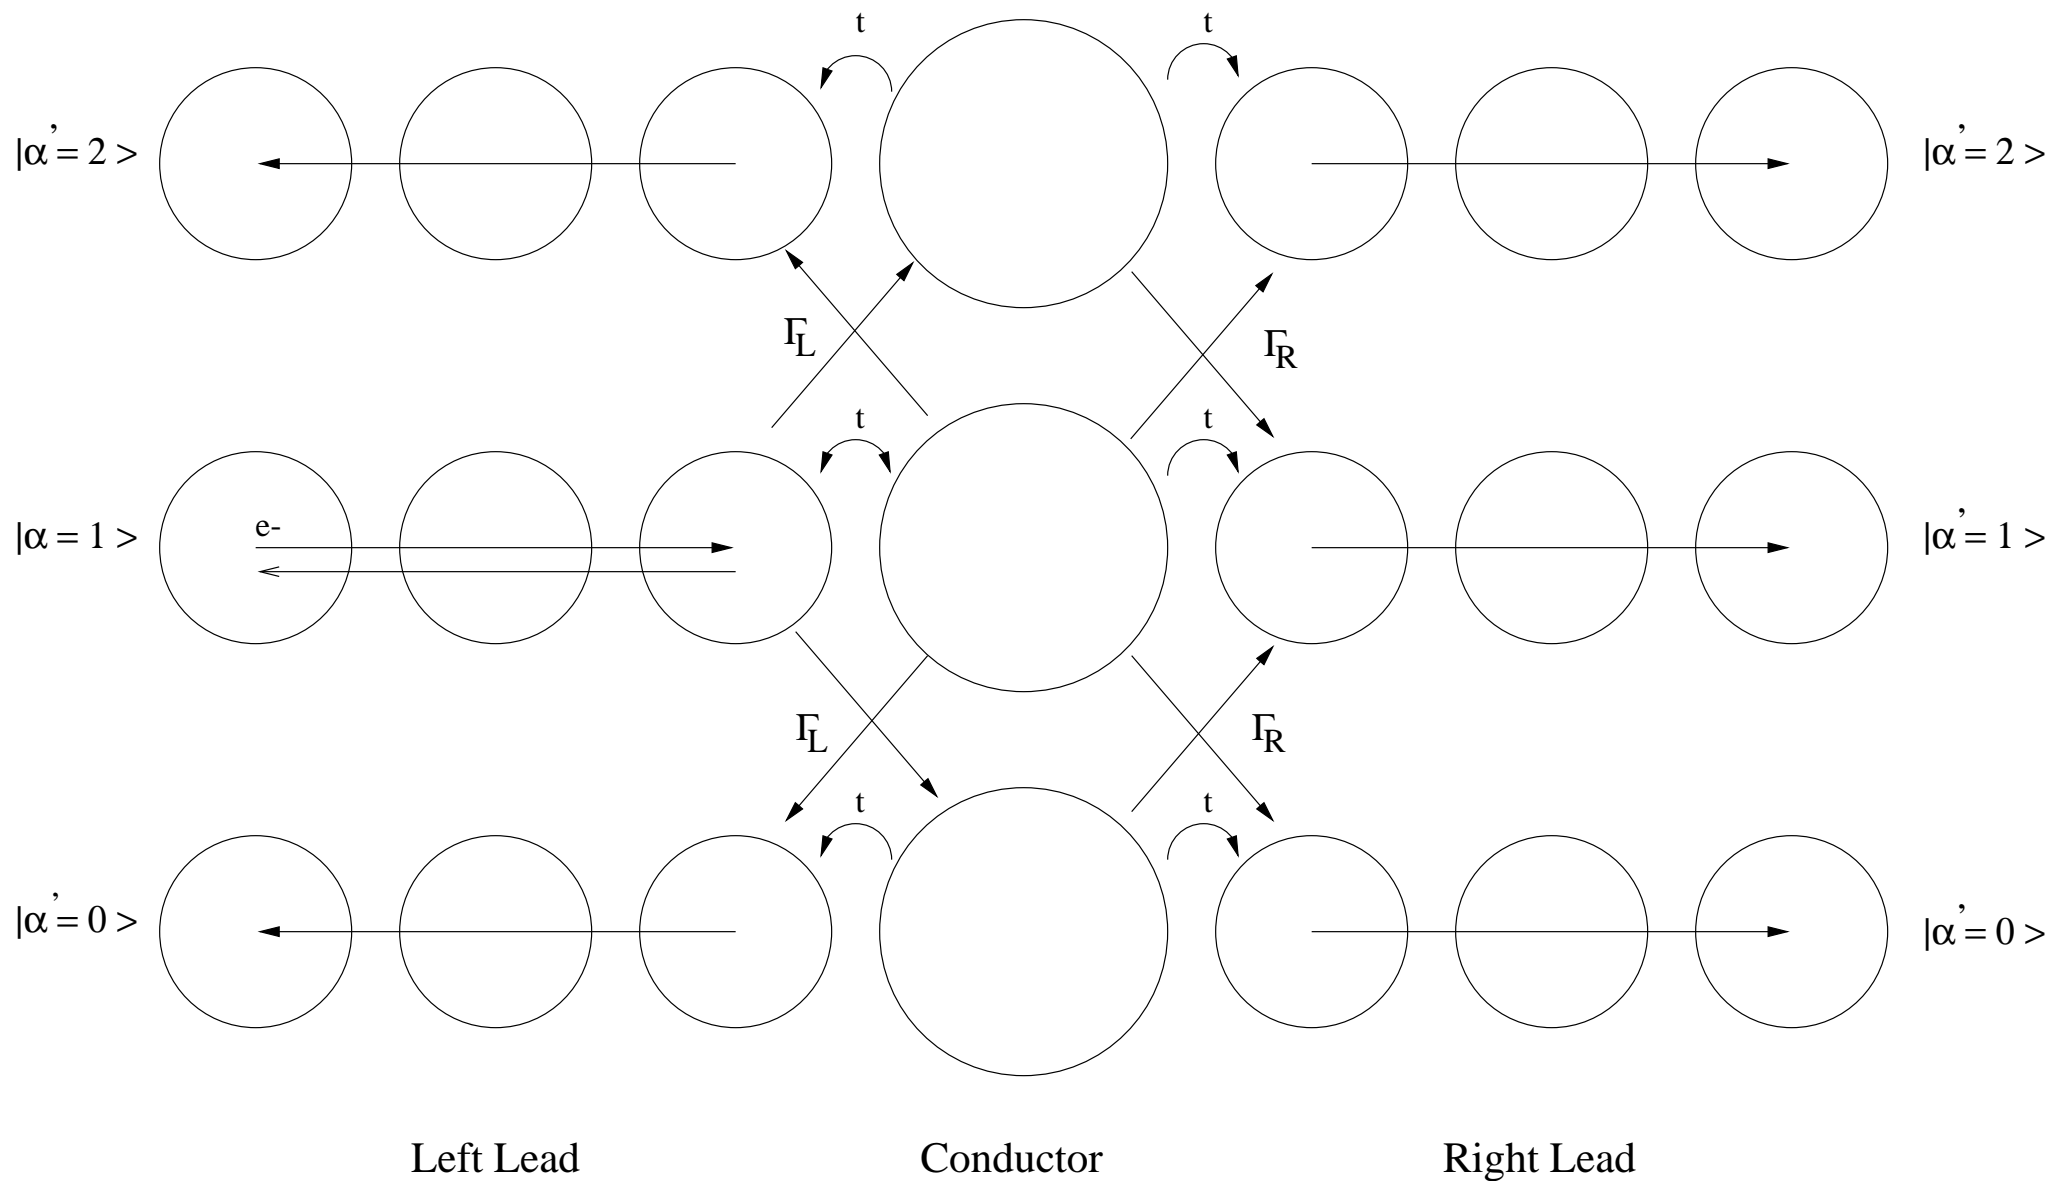 t t
|α' = 2 > |α' = 2 >
Γ_L Γ_R
t t
|α = 1 > e- |α' = 1 >
Γ_L Γ_R
t t
|α' = 0 > |α' = 0 >
Left Lead Conductor Right Lead